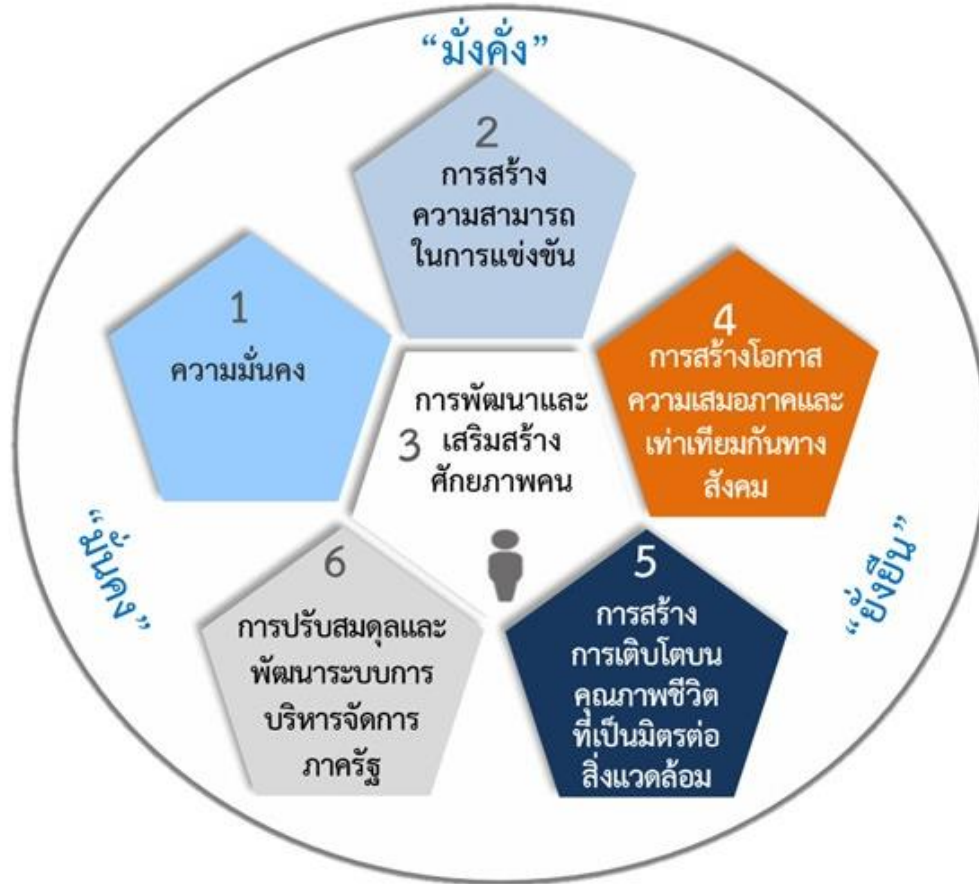 “มั่งคั่ง”
2
การสร้าง
ความสามารถ
ในการแข่งขัน
1
ความมั่นคง
4
การสร้างโอกาส
ความเสมอภาคและ
เท่าเทียมกันทาง
สังคม
3
การพัฒนาและ
เสริมสร้าง
ศักยภาพคน
“มั่นคง”
“ยั่งยืน”
6
การปรับสมดุลและ
พัฒนาระบบการ
บริหารจัดการ
ภาครัฐ
5
การสร้าง
การเติบโตบน
คุณภาพชีวิต
ที่เป็นมิตรต่อ
สิ่งแวดล้อม